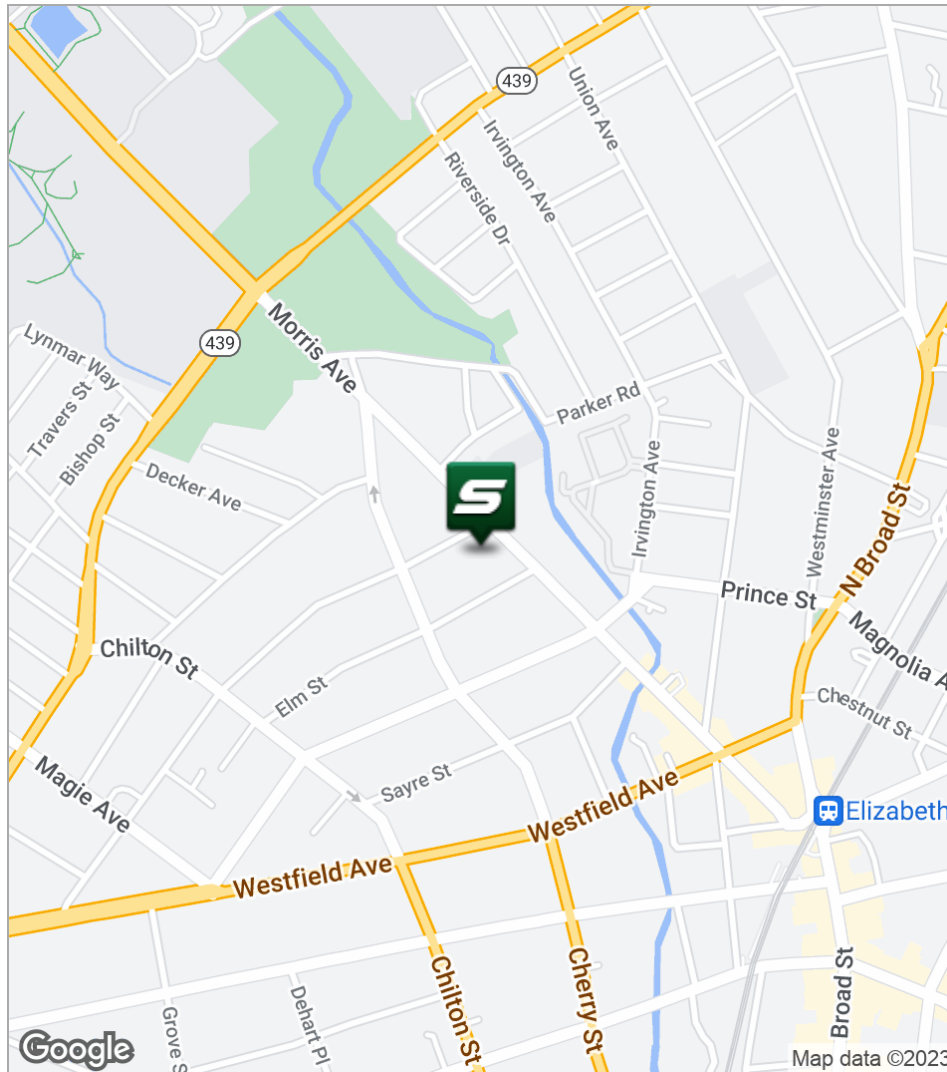 439
Union Ave
Irvington Ave
Riverside Dr
Morris Ave
439
Lynmar Way
Travers St
Bishop St
Parker Rd
Decker Ave
S
Irvington Ave
Westminster Ave
N Broad St
Prince St
Magnolia A
Chilton St
Elm St
Chestnut St
Magie Ave
Sayre St
Westfield Ave
Elizabeth
Westfield Ave
Chilton St
Cherry St
Broad St
Grove S
Dehart Pl
Google
Map data ©2023